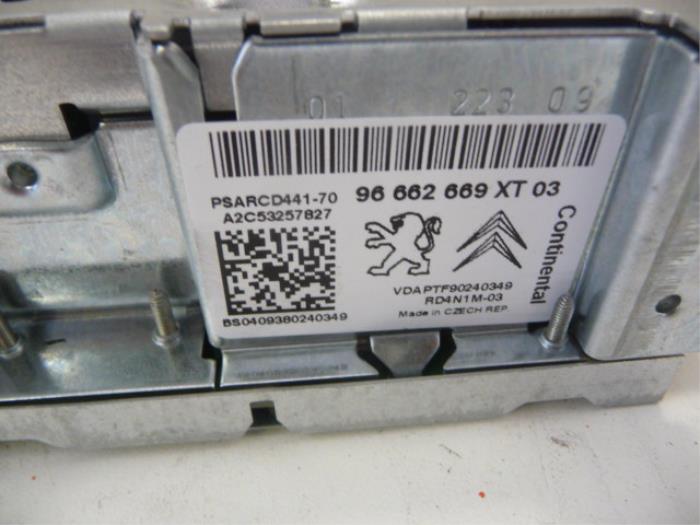 01 223 09
PSARCD441-70 96 662 669 XT 03
A2C53257827
Continental
VDAPTF90240349
RD4N1M-03
Made in CZECH REP.
BS0409380240349